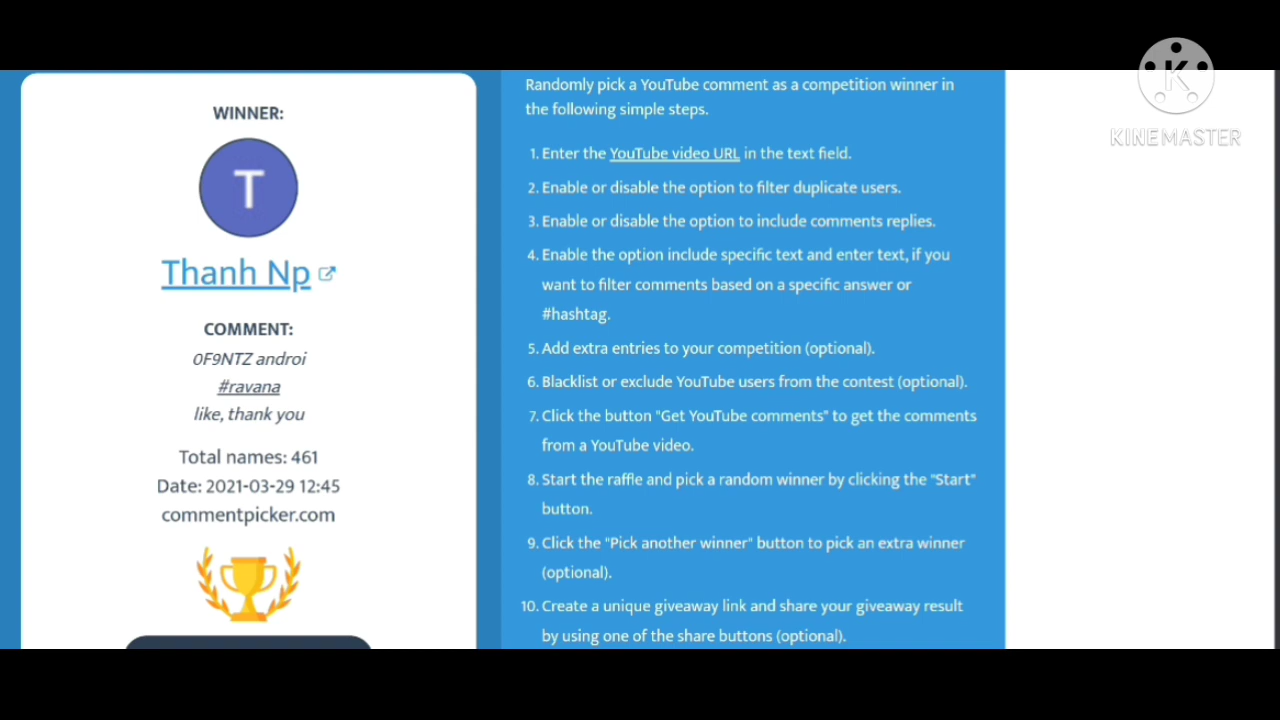 WINNER:
T
Thanh Np
COMMENT:
0F9NTZ androi
#ravana
like, thank you
Total names: 461
Date: 2021-03-29 12:45
commentpicker.com
Randomly pick a YouTube comment as a competition winner in
the following simple steps.
1. Enter the YouTube video URL in the text field.
2. Enable or disable the option to filter duplicate users.
3. Enable or disable the option to include comments replies.
4. Enable the option include specific text and enter text, if you
want to filter comments based on a specific answer or
#hashtag.
5. Add extra entries to your competition (optional).
6. Blacklist or exclude YouTube users from the contest (optional).
7. Click the button "Get YouTube comments" to get the comments
from a YouTube video.
8. Start the raffle and pick a random winner by clicking the "Start"
button.
9. Click the "Pick another winner" button to pick an extra winner
(optional).
10. Create a unique giveaway link and share your giveaway result
by using one of the share buttons (optional).
K
KINEMASTER